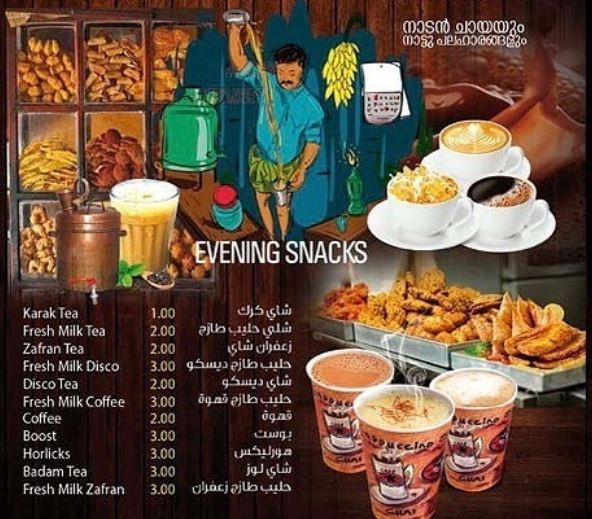 നാടൻ ചായയും
നാട്ടു പലഹാരങ്ങളും
EVENING SNACKS
Karak Tea 1.00 شاي كرك
Fresh Milk Tea 2.00 شاي حليب طازج
Zafran Tea 2.00 زعفران شاي
Fresh Milk Disco 3.00 حليب طازج ديسكو
Disco Tea 2.00 شاي ديسكو
Fresh Milk Coffee 3.00 حليب طازج قهوة
Coffee 2.00 قهوة
Boost 3.00 بوست
Horlicks 3.00 هورليكس
Badam Tea 3.00 شاي لوز
Fresh Milk Zafran 3.00 حليب طازج زعفران